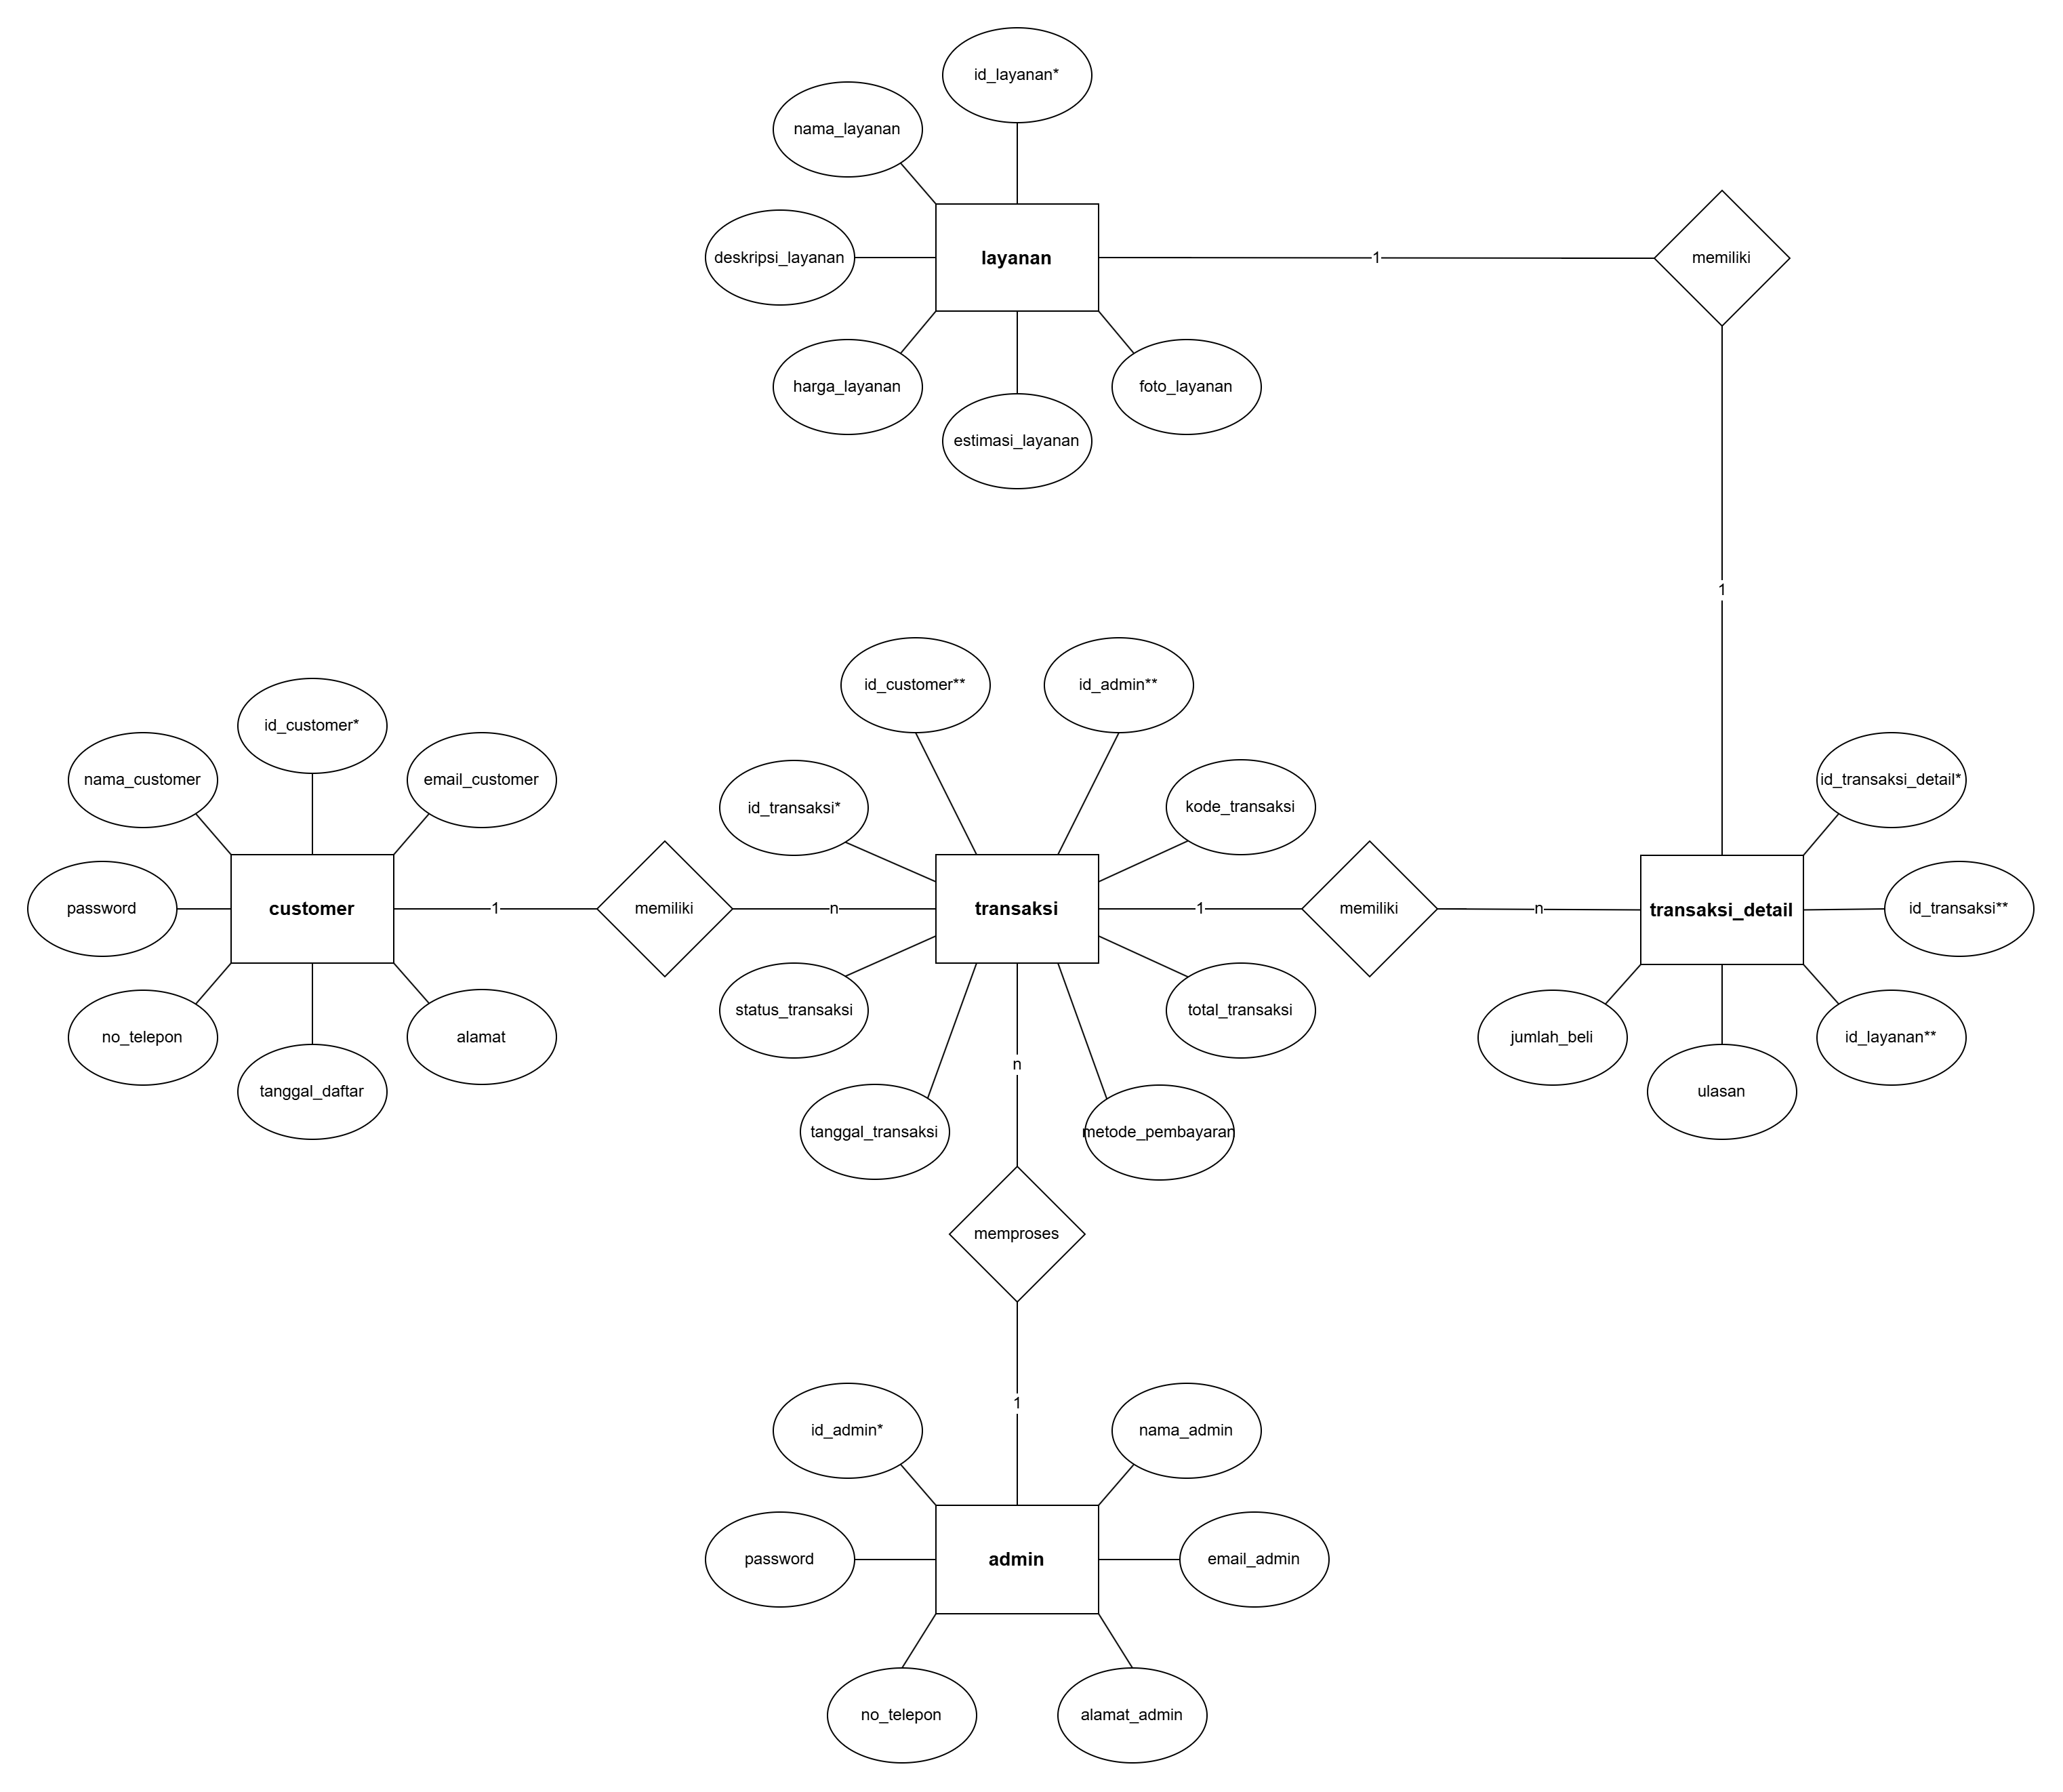 id_layanan*
nama_layanan
deskripsi_layanan
layanan
1
memiliki
harga_layanan
foto_layanan
estimasi_layanan
1
id_customer**
id_admin**
id_customer*
nama_customer
email_customer
id_transaksi*
kode_transaksi
id_transaksi_detail*
password
customer
1
memiliki
n
transaksi
1
memiliki
n
transaksi_detail
id_transaksi**
status_transaksi
total_transaksi
no_telepon
alamat
jumlah_beli
id_layanan**
n
tanggal_daftar
ulasan
tanggal_transaksi
metode_pembayaran
memproses
1
id_admin*
nama_admin
password
admin
email_admin
no_telepon
alamat_admin